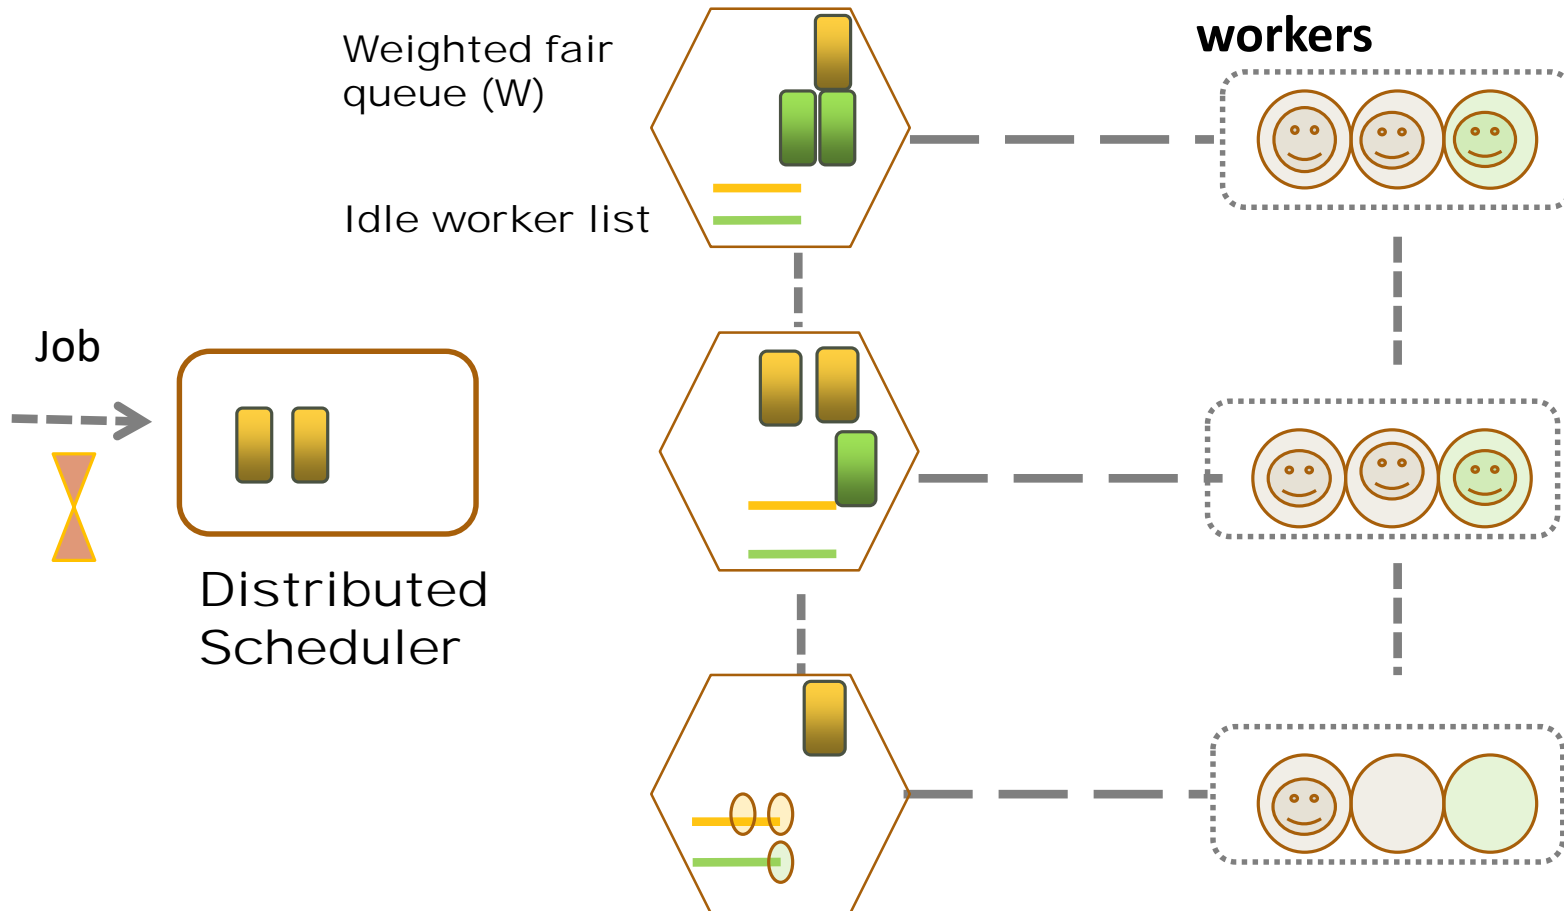 Weighted fair
queue (W)
workers
Idle worker list
Job
Distributed
Scheduler